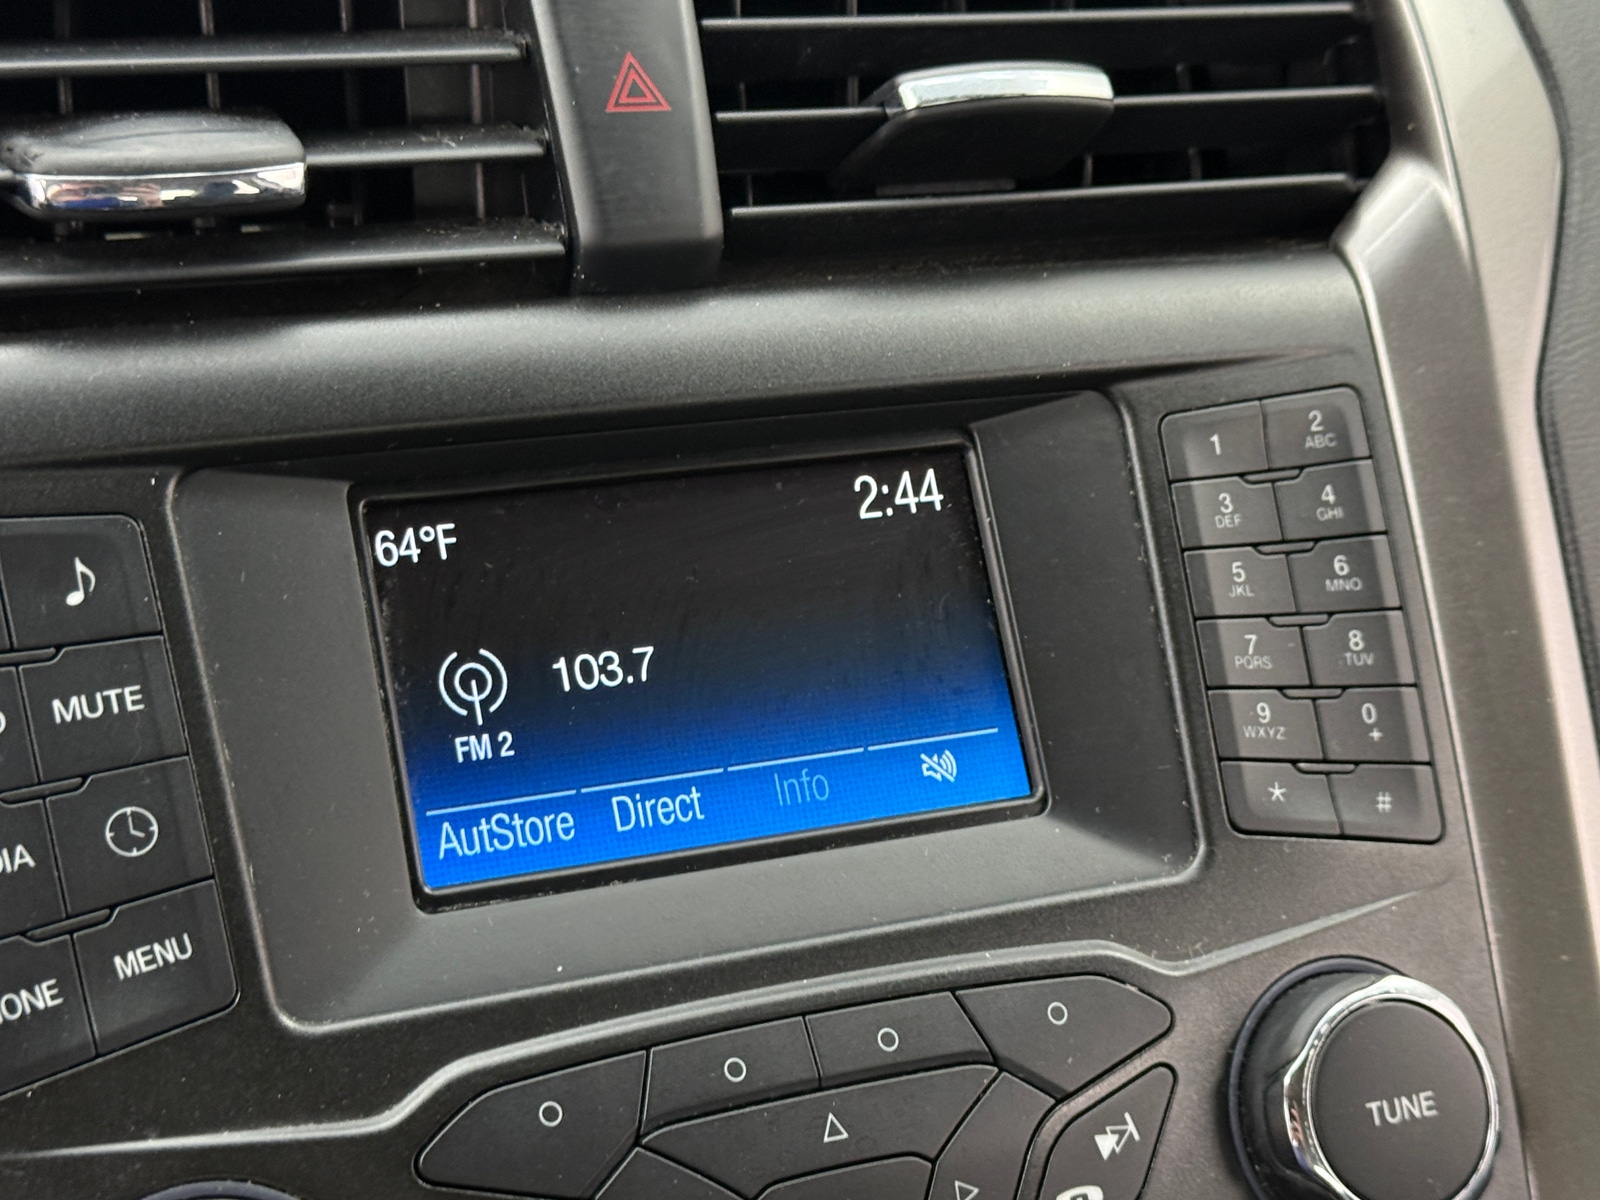 64°F
2:44
103.7
FM 2
AutStore
Direct
Info
MUTE
MENU
1
2
ABC
3
DEF
4
GHI
5
JKL
6
MNO
7
PQRS
8
TUV
9
WXYZ
0
+
*
#
TUNE